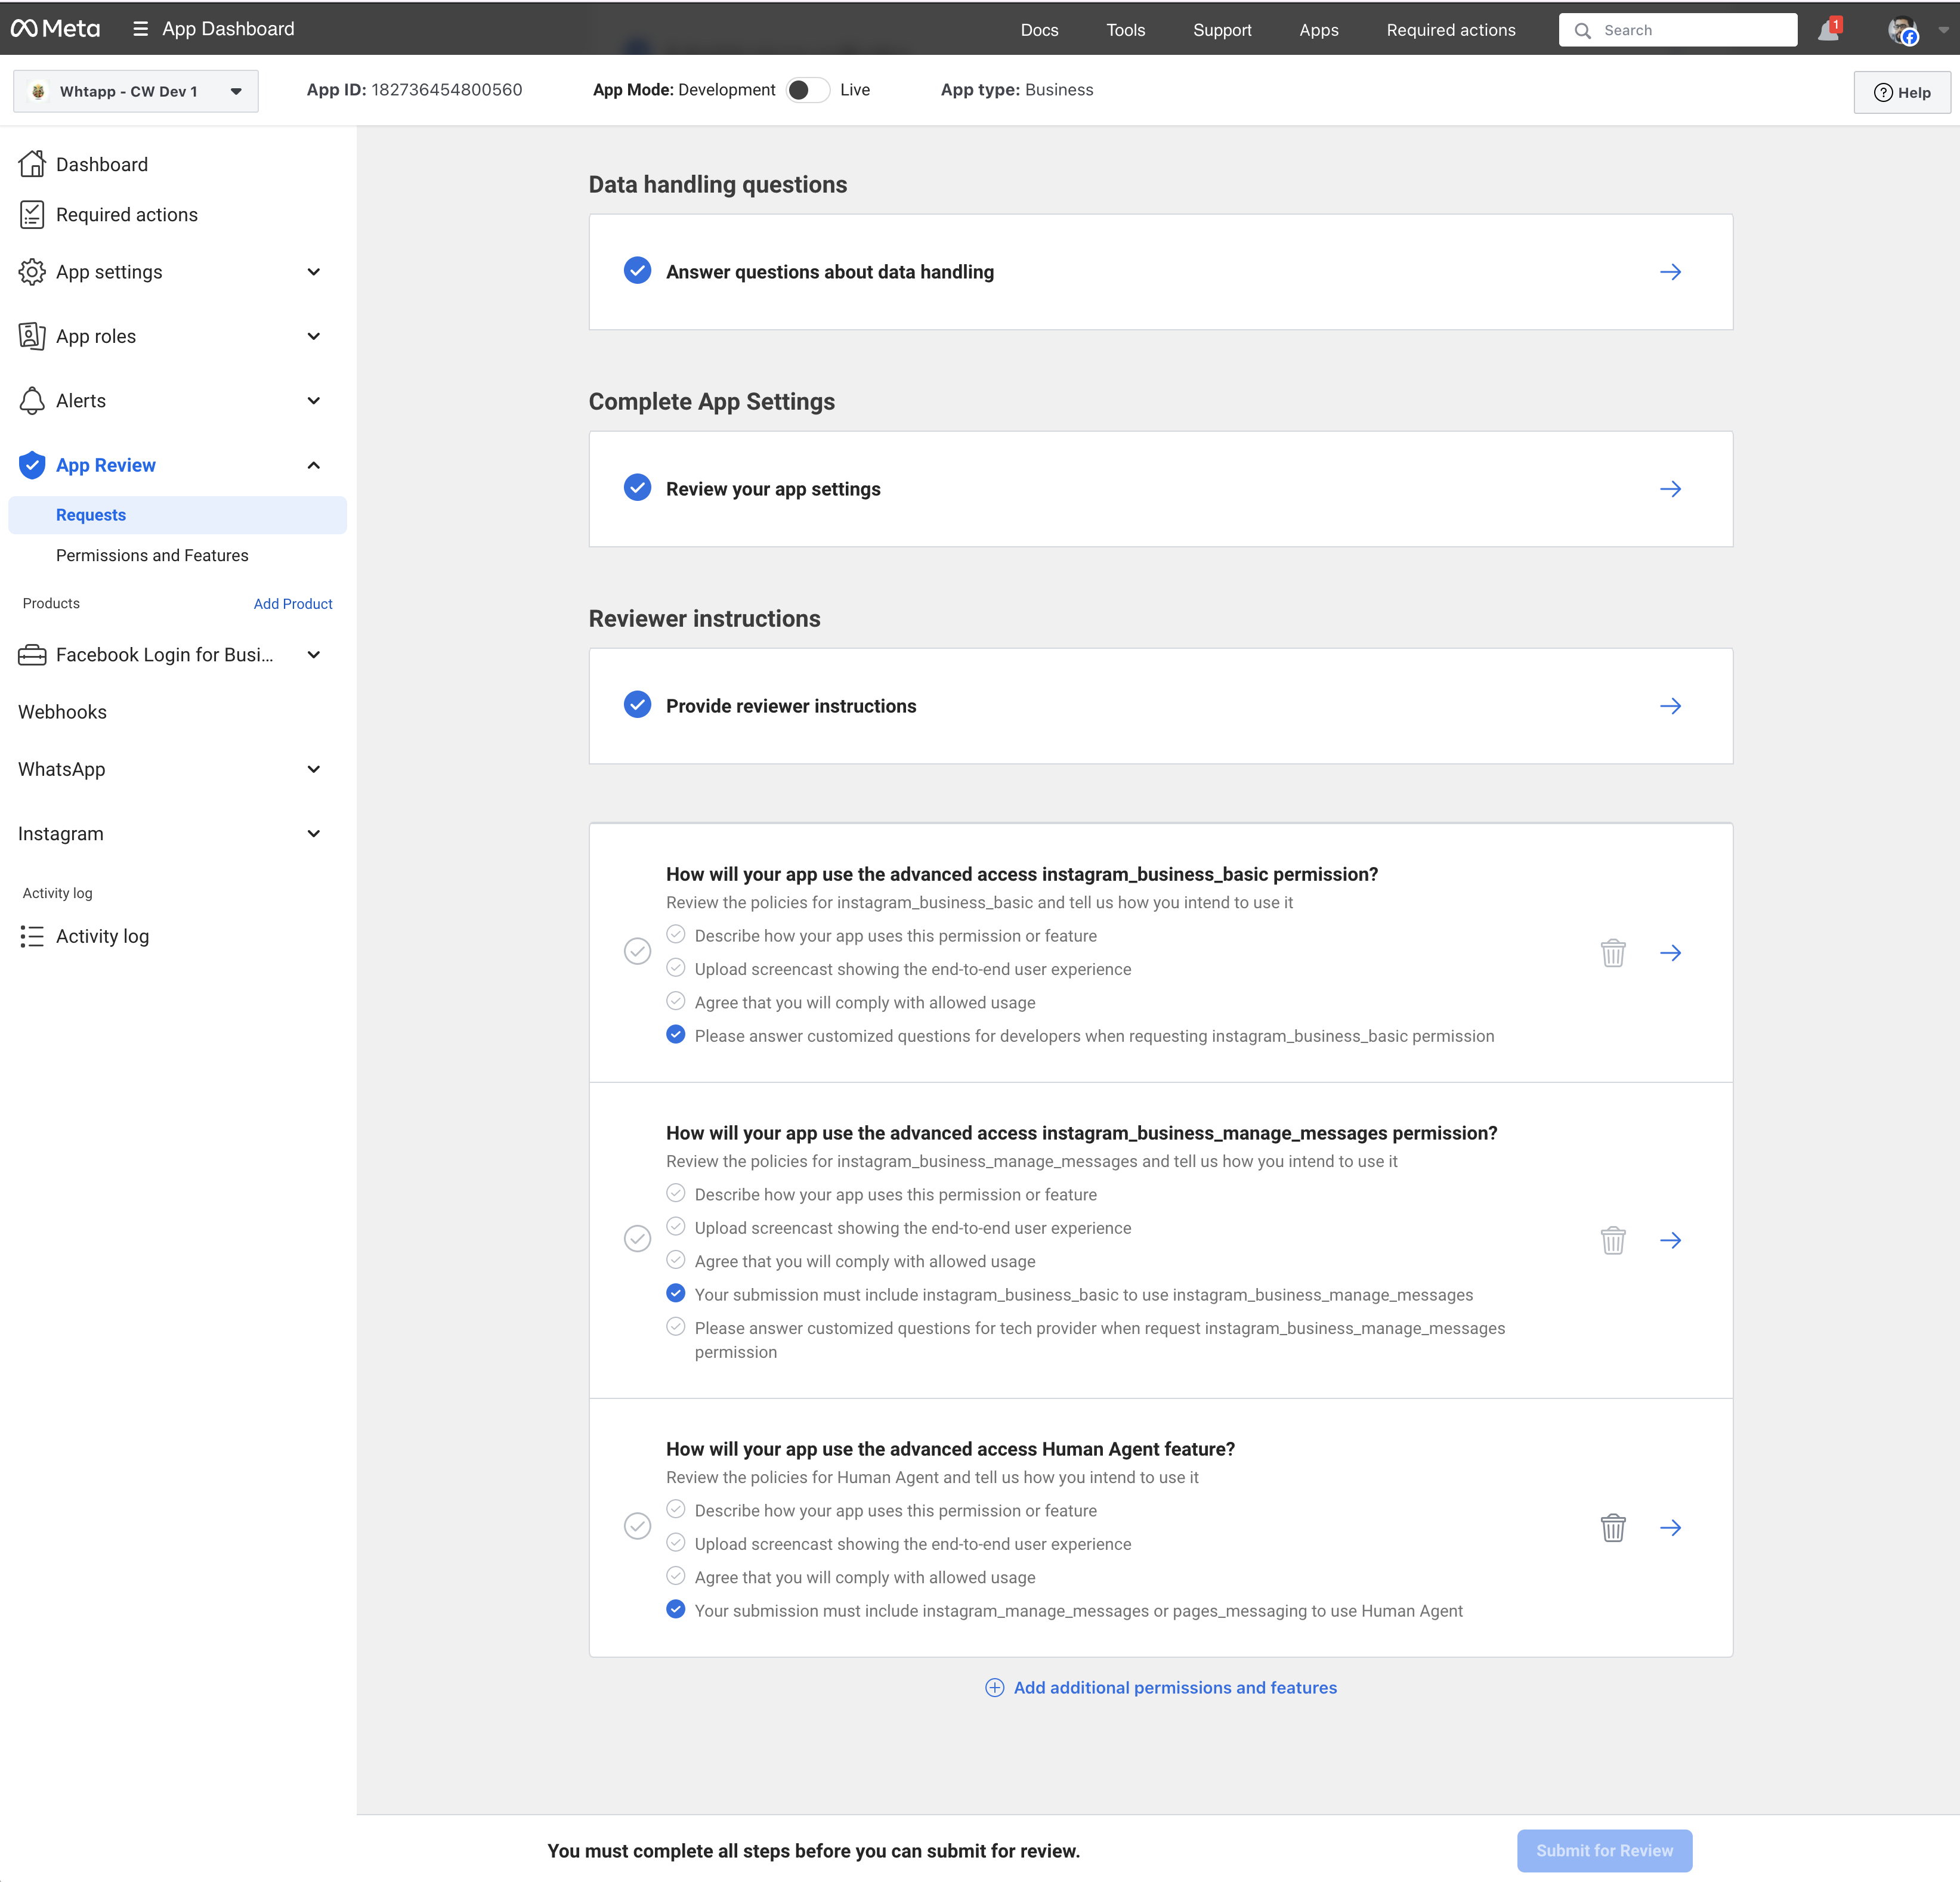 Meta
App Dashboard
Docs
Tools
Support
Apps
Required actions
Search
1
Whtapp - CW Dev 1
App ID: 182736454800560
App Mode: Development
Live
App type: Business
Help
Dashboard
Required actions
App settings
App roles
Alerts
App Review
Requests
Permissions and Features
Products
Add Product
Facebook Login for Busi...
Webhooks
WhatsApp
Instagram
Activity log
Activity log
Data handling questions
Answer questions about data handling
Complete App Settings
Review your app settings
Reviewer instructions
Provide reviewer instructions
How will your app use the advanced access instagram_business_basic permission?
Review the policies for instagram_business_basic and tell us how you intend to use it
Describe how your app uses this permission or feature
Upload screencast showing the end-to-end user experience
Agree that you will comply with allowed usage
Please answer customized questions for developers when requesting instagram_business_basic permission
How will your app use the advanced access instagram_business_manage_messages permission?
Review the policies for instagram_business_manage_messages and tell us how you intend to use it
Describe how your app uses this permission or feature
Upload screencast showing the end-to-end user experience
Agree that you will comply with allowed usage
Your submission must include instagram_business_basic to use instagram_business_manage_messages
Please answer customized questions for tech provider when request instagram_business_manage_messages
permission
How will your app use the advanced access Human Agent feature?
Review the policies for Human Agent and tell us how you intend to use it
Describe how your app uses this permission or feature
Upload screencast showing the end-to-end user experience
Agree that you will comply with allowed usage
Your submission must include instagram_manage_messages or pages_messaging to use Human Agent
Add additional permissions and features
You must complete all steps before you can submit for review.
Submit for Review